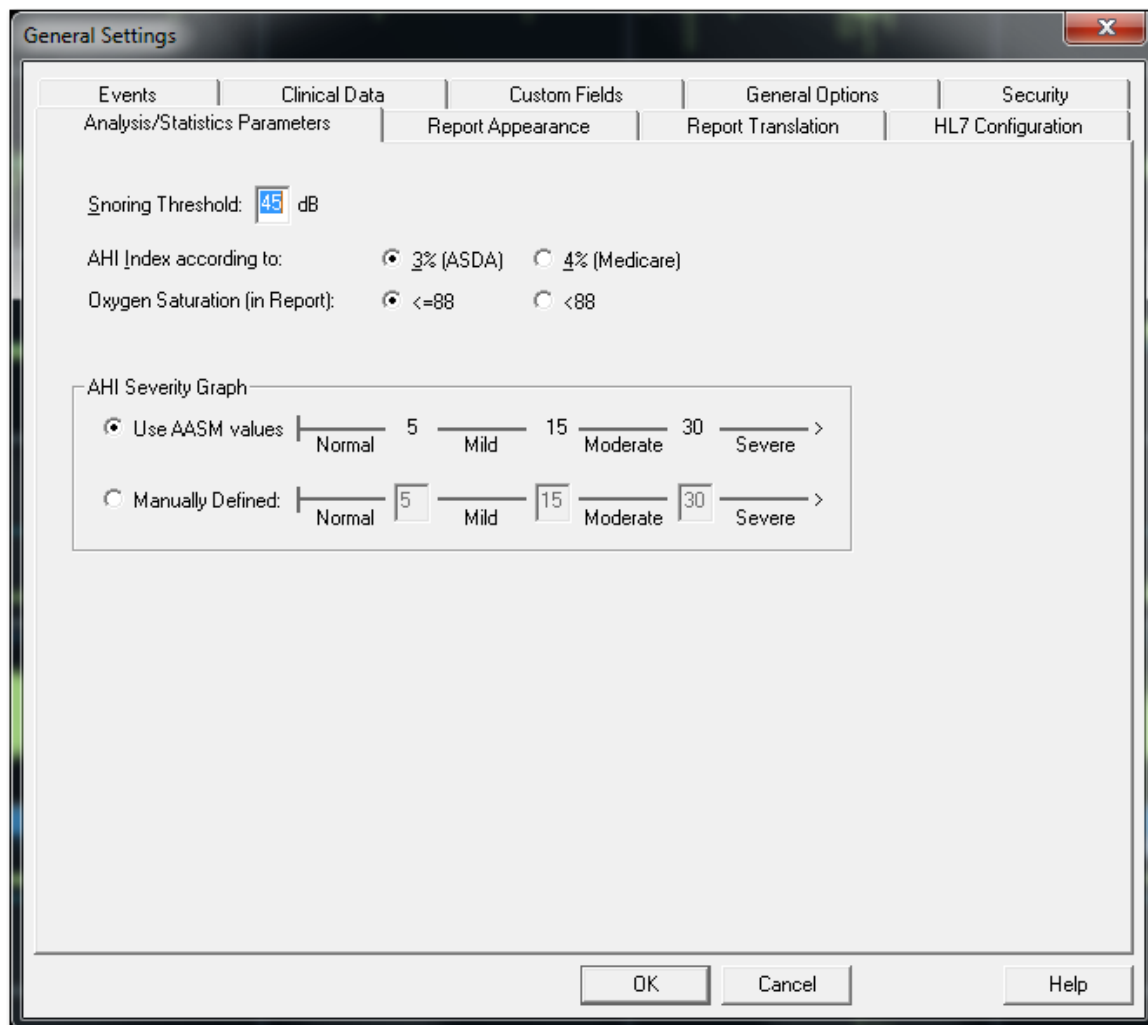 General Settings
Events Clinical Data Custom Fields General Options Security
Analysis/Statistics Parameters Report Appearance Report Translation HL7 Configuration
Snoring Threshold: 45 dB
AHI Index according to: 3% (ASDA) 4% (Medicare)
Oxygen Saturation (in Report): <=88 <88
AHI Severity Graph
Use AASM values 5 15 30 >
Normal Mild Moderate Severe
Manually Defined: 5 15 30 >
Normal Mild Moderate Severe
OK Cancel Help